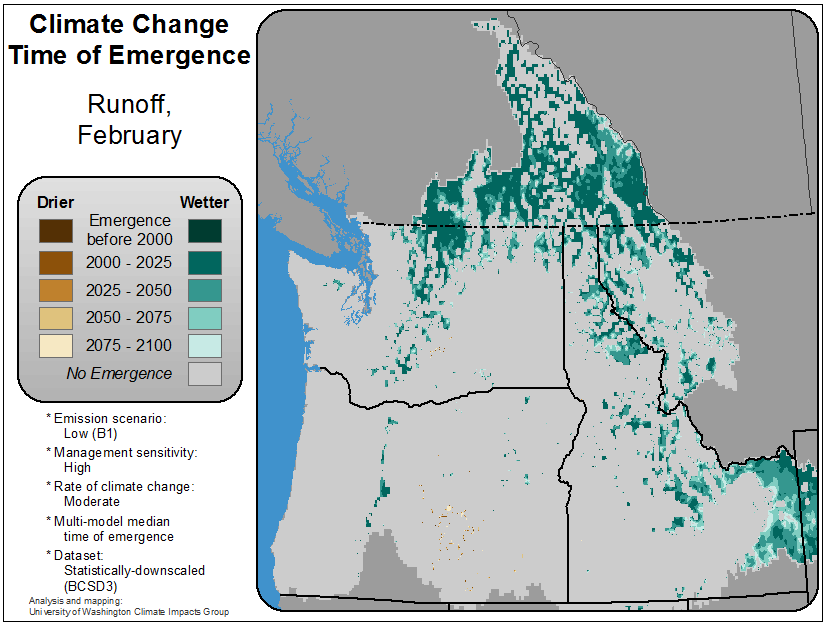 Climate Change
Time of Emergence
Runoff,
February
Drier
Wetter
Emergence
before 2000
2000 - 2025
2025 - 2050
2050 - 2075
2075 - 2100
No Emergence
* Emission scenario:
Low (B1)
* Management sensitivity:
High
* Rate of climate change:
Moderate
* Multi-model median
time of emergence
* Dataset:
Statistically-downscaled
(BCSD3)
Analysis and mapping:
University of Washington Climate Impacts Group